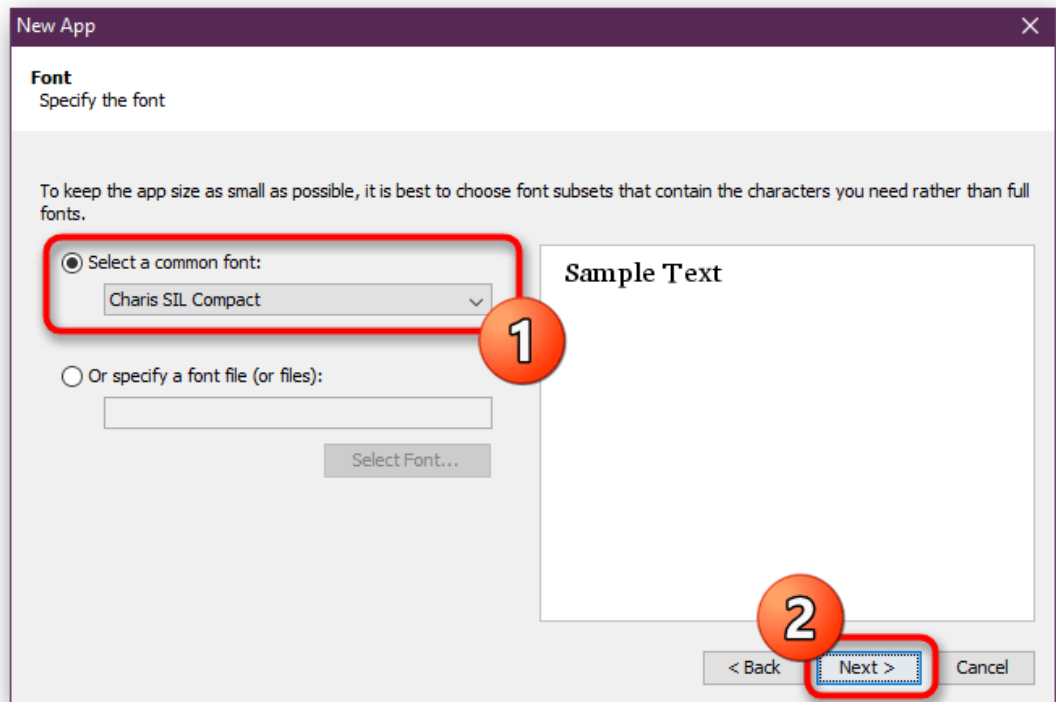 New App
Font
Specify the font
To keep the app size as small as possible, it is best to choose font subsets that contain the characters you need rather than full
fonts.
Select a common font:
Charis SIL Compact
1
Or specify a font file (or files):
Select Font...
Sample Text
2
< Back
Next >
Cancel